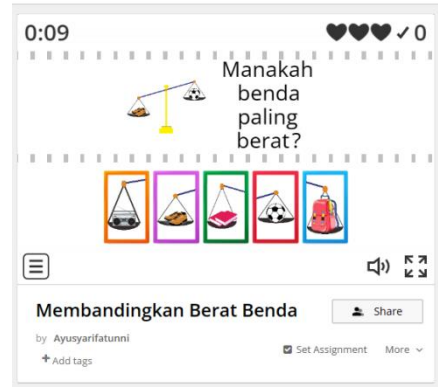 0:09
✓ 0
Manakah
benda
paling
berat?
Membandingkan Berat Benda
Share
by Ayusyarifatunni
+ Add tags
Set Assignment More